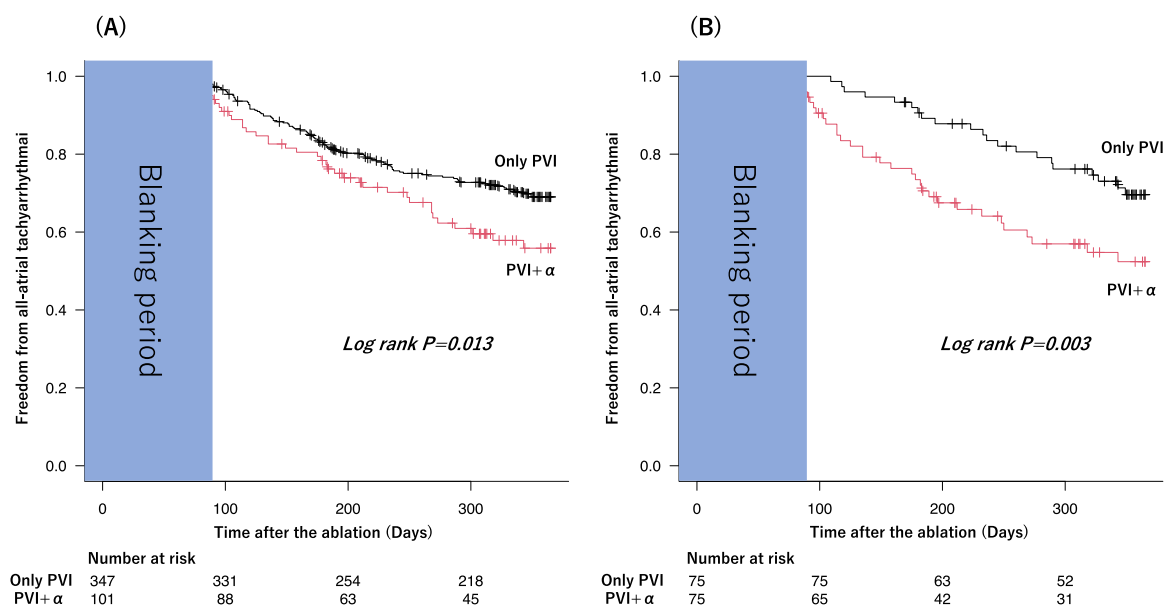 (A)
Freedom from all-atrial tachyarrhythmai
1.0
0.8
0.6
0.4
0.2
0.0
Blanking period
Only PVI
PVI+α
Log rank P=0.013
0 100 200 300
Time after the ablation (Days)
Number at risk
Only PVI 347 331 254 218
PVI+α 101 88 63 45
(B)
Freedom from all-atrial tachyarrhythmai
1.0
0.8
0.6
0.4
0.2
0.0
Blanking period
Only PVI
PVI+α
Log rank P=0.003
0 100 200 300
Time after the ablation (Days)
Number at risk
Only PVI 75 75 63 52
PVI+α 75 65 42 31